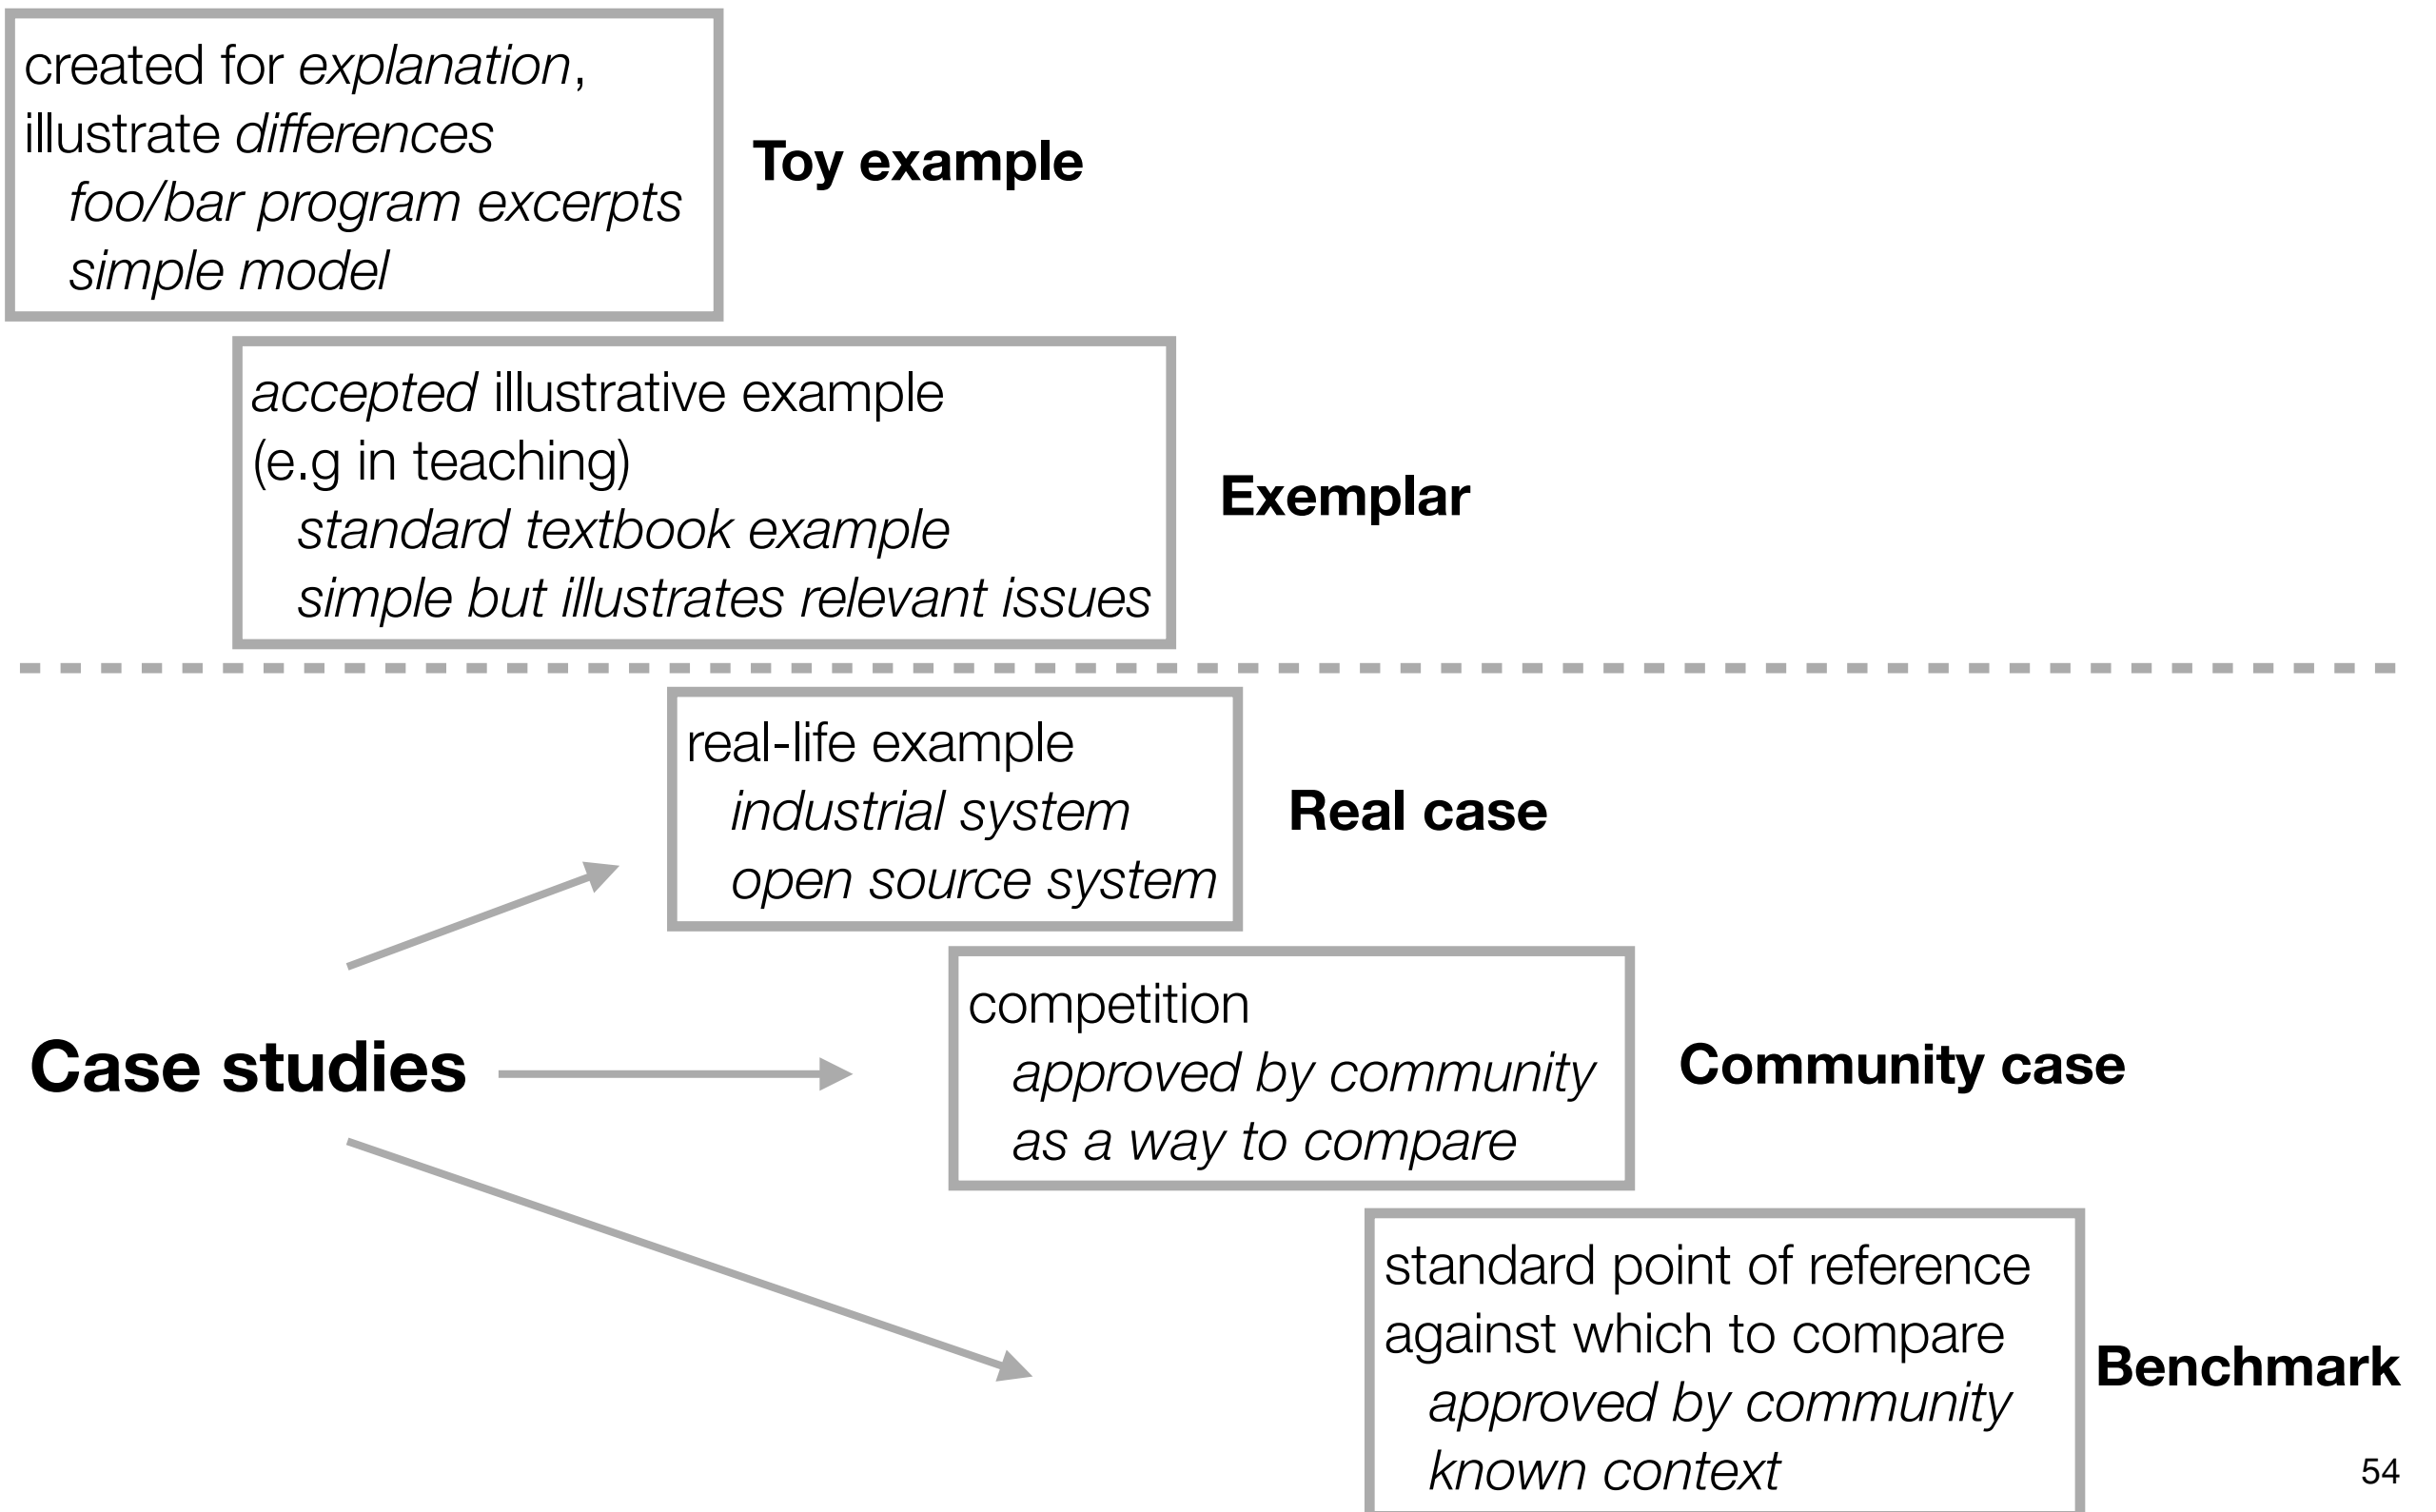 created for explanation,
illustrate differences
foo/bar program excerpts
simple model
Toy example
accepted illustrative example
(e.g in teaching)
standard textbook example
simple but illustrates relevant issues
Exemplar
real-life example
industrial system
open source system
Real case
Case studies
competition
approved by community
as a way to compare
Community case
standard point of reference
against which to compare
approved by community
known context
Benchmark
54